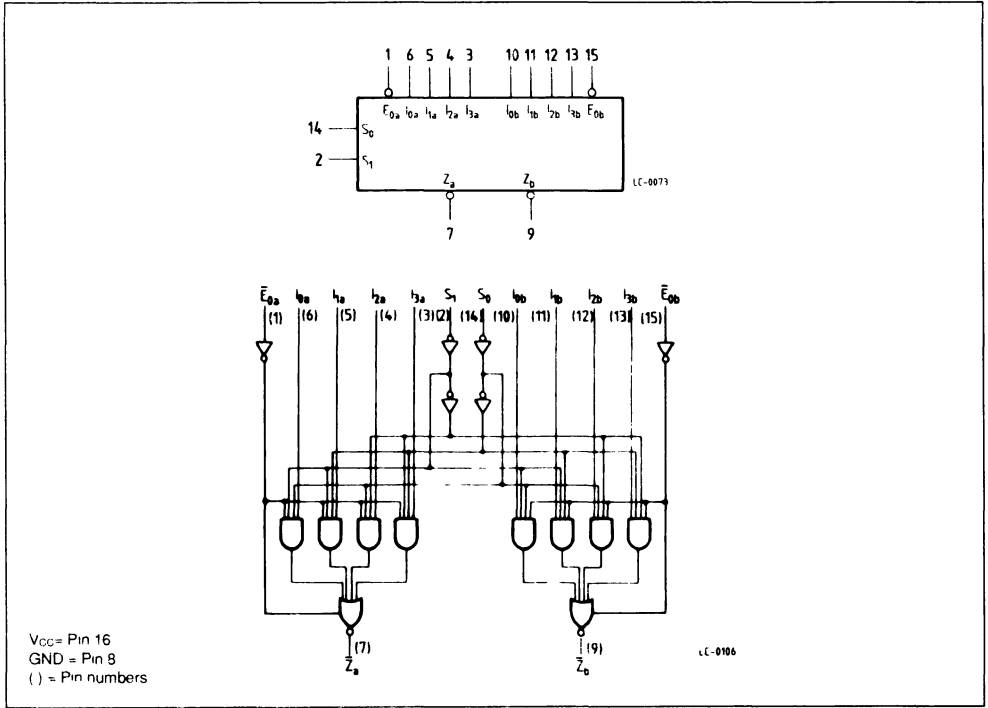 1 6 5 4 3 10 11 12 13 15
E0a I0a I1a I2a I3a I0b I1b I2b I3b E0b
14 S0
2 S1
Za Zb
LC-0073
7 9
E̅0a I0a I1a I2a I3a S1 S0 I0b I1b I2b I3b E̅0b
(1) (6) (5) (4) (3) (2) (14) (10) (11) (12) (13) (15)
(7) (9)
Z̅a Z̅b
LC-0106
VCC= Pin 16
GND = Pin 8
( ) = Pin numbers